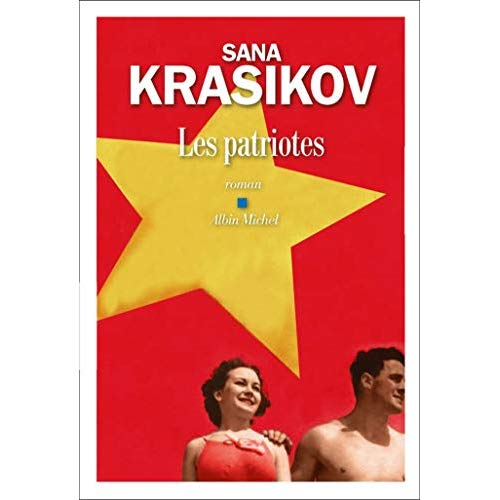 SANA
KRASIKOV
Les patriotes
roman
Albin Michel